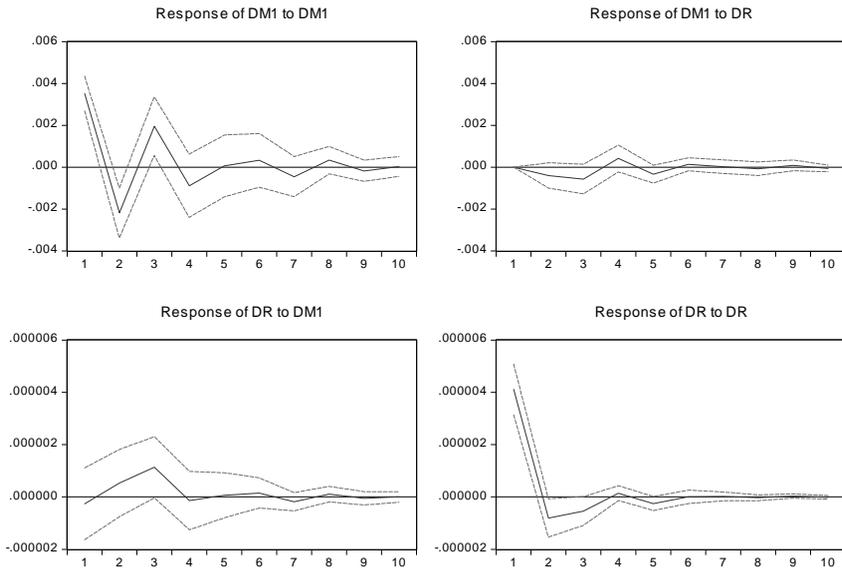 Response of DM1 to DM1
.006
.004
.002
.000
-.002
-.004
1 2 3 4 5 6 7 8 9 10
Response of DM1 to DR
.006
.004
.002
.000
-.002
-.004
1 2 3 4 5 6 7 8 9 10
Response of DR to DM1
.000006
.000004
.000002
.000000
-.000002
1 2 3 4 5 6 7 8 9 10
Response of DR to DR
.000006
.000004
.000002
.000000
-.000002
1 2 3 4 5 6 7 8 9 10